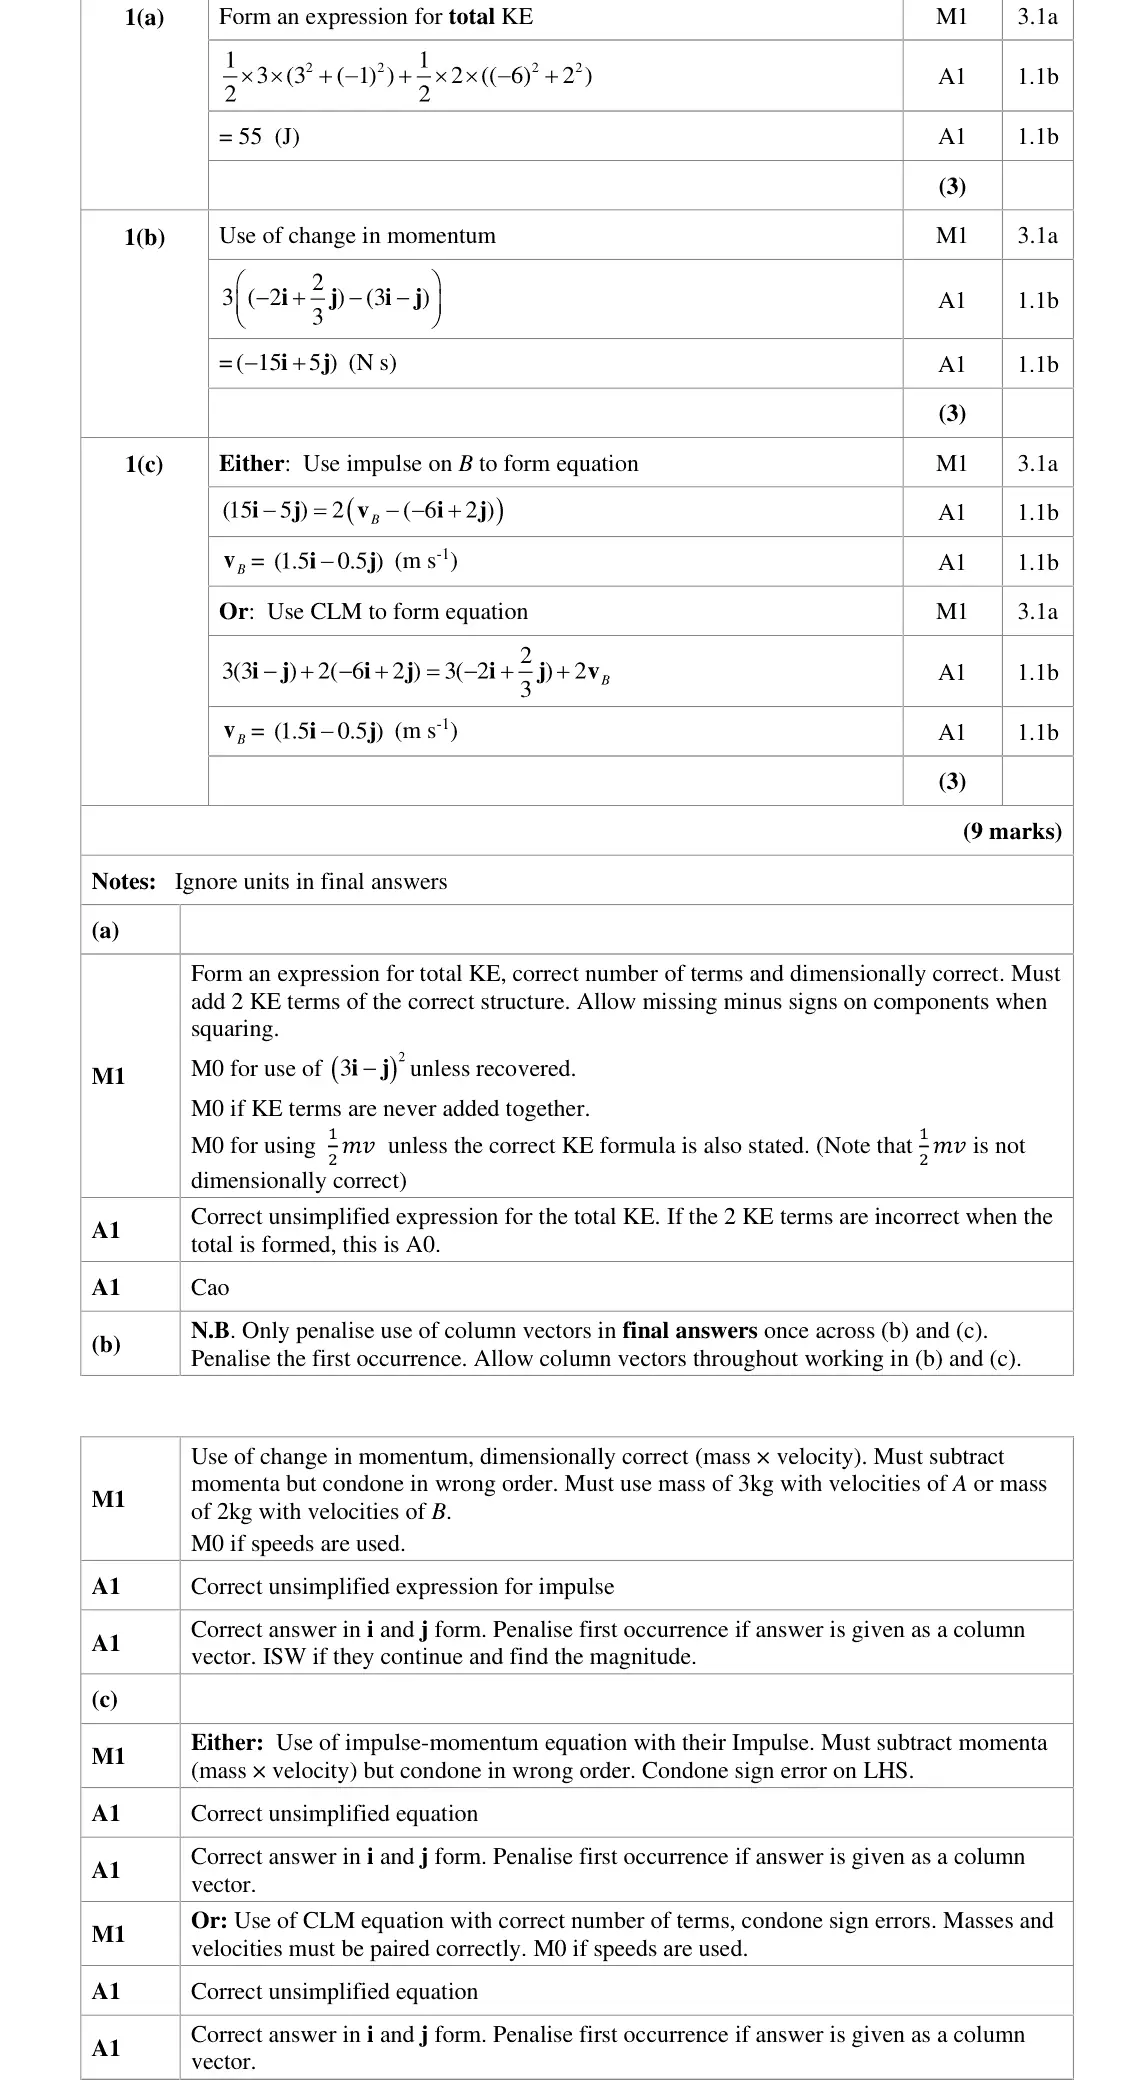 1(a) Form an expression for total KE M1 3.1a
1/2 × 3 × (3² + (−1)²) + 1/2 × 2 × ((−6)² + 2²) A1 1.1b
= 55 (J) A1 1.1b
(3)
1(b) Use of change in momentum M1 3.1a
3((−2i + 2/3 j) − (3i − j)) A1 1.1b
= (−15i + 5j) (N s) A1 1.1b
(3)
1(c) Either: Use impulse on B to form equation M1 3.1a
(15i − 5j) = 2(v_B − (−6i + 2j)) A1 1.1b
v_B = (1.5i − 0.5j) (m s⁻¹) A1 1.1b
Or: Use CLM to form equation M1 3.1a
3(3i − j) + 2(−6i + 2j) = 3(−2i + 2/3 j) + 2v_B A1 1.1b
v_B = (1.5i − 0.5j) (m s⁻¹) A1 1.1b
(3)
(9 marks)
Notes: Ignore units in final answers
(a)
M1
Form an expression for total KE, correct number of terms and dimensionally correct. Must
add 2 KE terms of the correct structure. Allow missing minus signs on components when
squaring.
M0 for use of (3i − j)² unless recovered.
M0 if KE terms are never added together.
M0 for using 1/2 mv unless the correct KE formula is also stated. (Note that 1/2 mv is not
dimensionally correct)
A1
Correct unsimplified expression for the total KE. If the 2 KE terms are incorrect when the
total is formed, this is A0.
A1 Cao
(b)
N.B. Only penalise use of column vectors in final answers once across (b) and (c).
Penalise the first occurrence. Allow column vectors throughout working in (b) and (c).
M1
Use of change in momentum, dimensionally correct (mass × velocity). Must subtract
momenta but condone in wrong order. Must use mass of 3kg with velocities of A or mass
of 2kg with velocities of B.
M0 if speeds are used.
A1 Correct unsimplified expression for impulse
A1
Correct answer in i and j form. Penalise first occurrence if answer is given as a column
vector. ISW if they continue and find the magnitude.
(c)
M1
Either: Use of impulse-momentum equation with their Impulse. Must subtract momenta
(mass × velocity) but condone in wrong order. Condone sign error on LHS.
A1 Correct unsimplified equation
A1
Correct answer in i and j form. Penalise first occurrence if answer is given as a column
vector.
M1
Or: Use of CLM equation with correct number of terms, condone sign errors. Masses and
velocities must be paired correctly. M0 if speeds are used.
A1 Correct unsimplified equation
A1
Correct answer in i and j form. Penalise first occurrence if answer is given as a column
vector.